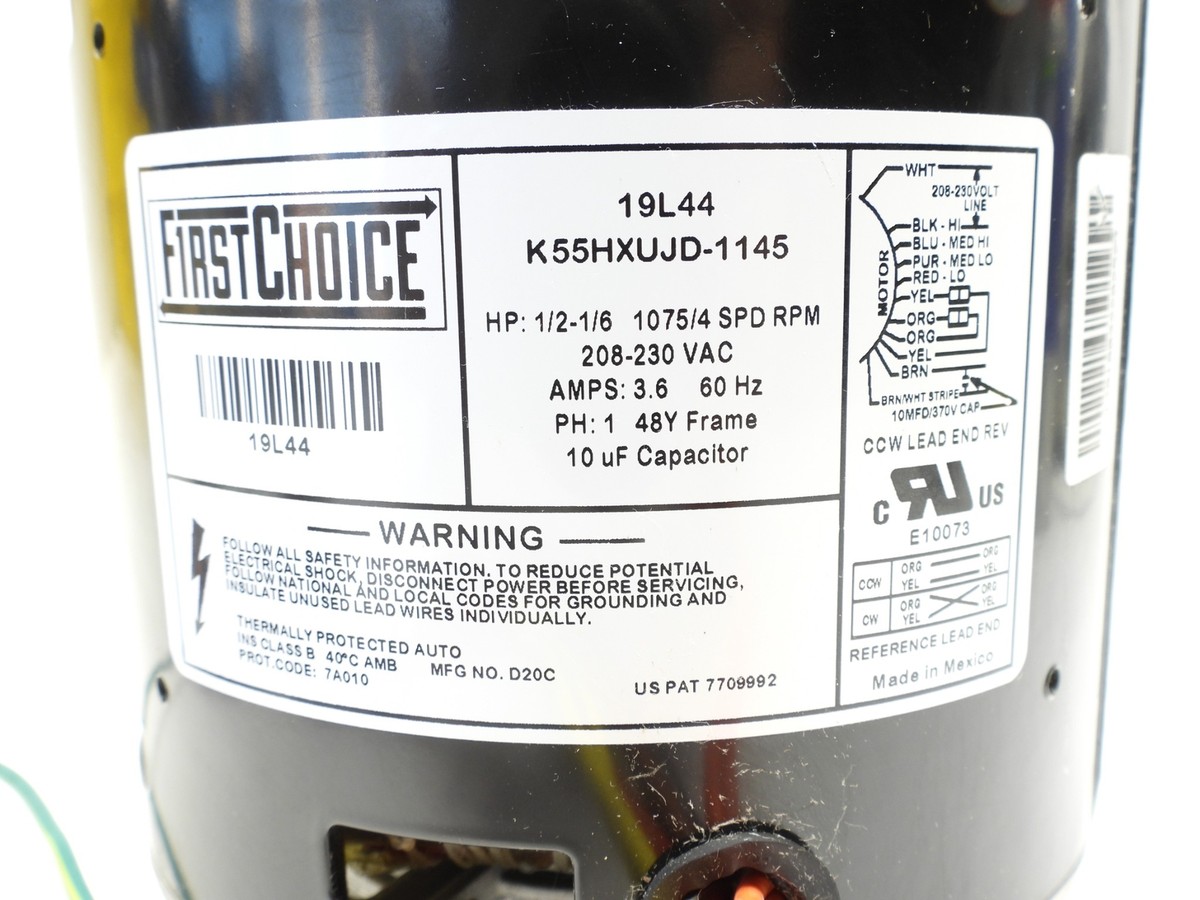 FIRSTCHOICE
19L44
19L44
K55HXUJD-1145
HP: 1/2-1/6 1075/4 SPD RPM
208-230 VAC
AMPS: 3.6 60 Hz
PH: 1 48Y Frame
10 uF Capacitor
WHT
208-230VOLT
LINE
BLK - HI
BLU - MED HI
PUR - MED LO
RED - LO
YEL
ORG
ORG
YEL
BRN
MOTOR
BRN/WHT STRIPE
10MFD/370V CAP
CCW LEAD END REV
C RU US
E10073
CCW ORG ORG
YEL YEL
CW ORG ORG
YEL YEL
REFERENCE LEAD END
Made in Mexico
WARNING
FOLLOW ALL SAFETY INFORMATION. TO REDUCE POTENTIAL
ELECTRICAL SHOCK, DISCONNECT POWER BEFORE SERVICING,
FOLLOW NATIONAL AND LOCAL CODES FOR GROUNDING AND
INSULATE UNUSED LEAD WIRES INDIVIDUALLY.
THERMALLY PROTECTED AUTO
INS CLASS B 40°C AMB MFG NO. D20C
PROT.CODE: 7A010
US PAT 7709992